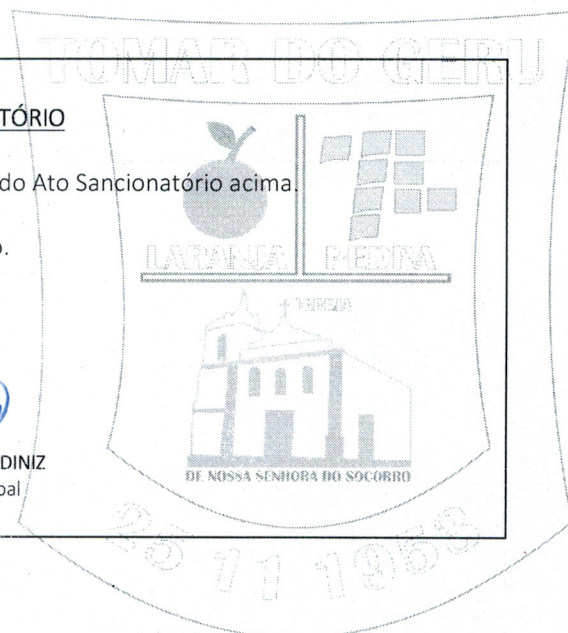 TOMAR DO GERU
TÓRIO
do Ato Sancionatório acima.
o.
LARANJA PEDRA
IGREJA
DE NOSSA SENHORA DO SOCORRO
DINIZ
pal
25 11 1953